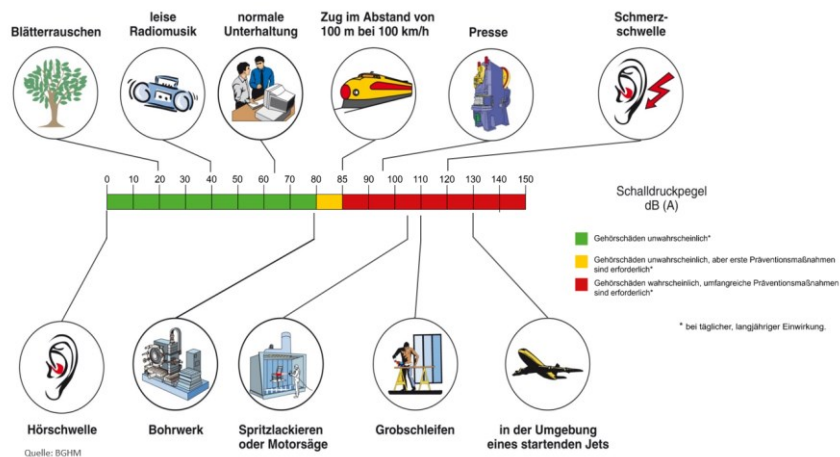 Blätterrauschen
leise
Radiomusik
normale
Unterhaltung
Zug im Abstand von
100 m bei 100 km/h
Presse
Schmerz-
schwelle
0 10 20 30 40 50 60 70 80 85 90 100 110 120 130 140 150
Schalldruckpegel
dB (A)
Gehörschäden unwahrscheinlich*
Gehörschäden unwahrscheinlich, aber erste Präventionsmaßnahmen
sind erforderlich*
Gehörschäden wahrscheinlich, umfangreiche Präventionsmaßnahmen
sind erforderlich*
* bei täglicher, langjähriger Einwirkung.
Hörschwelle
Bohrwerk
Spritzlackieren
oder Motorsäge
Grobschleifen
in der Umgebung
eines startenden Jets
Quelle: BGHM